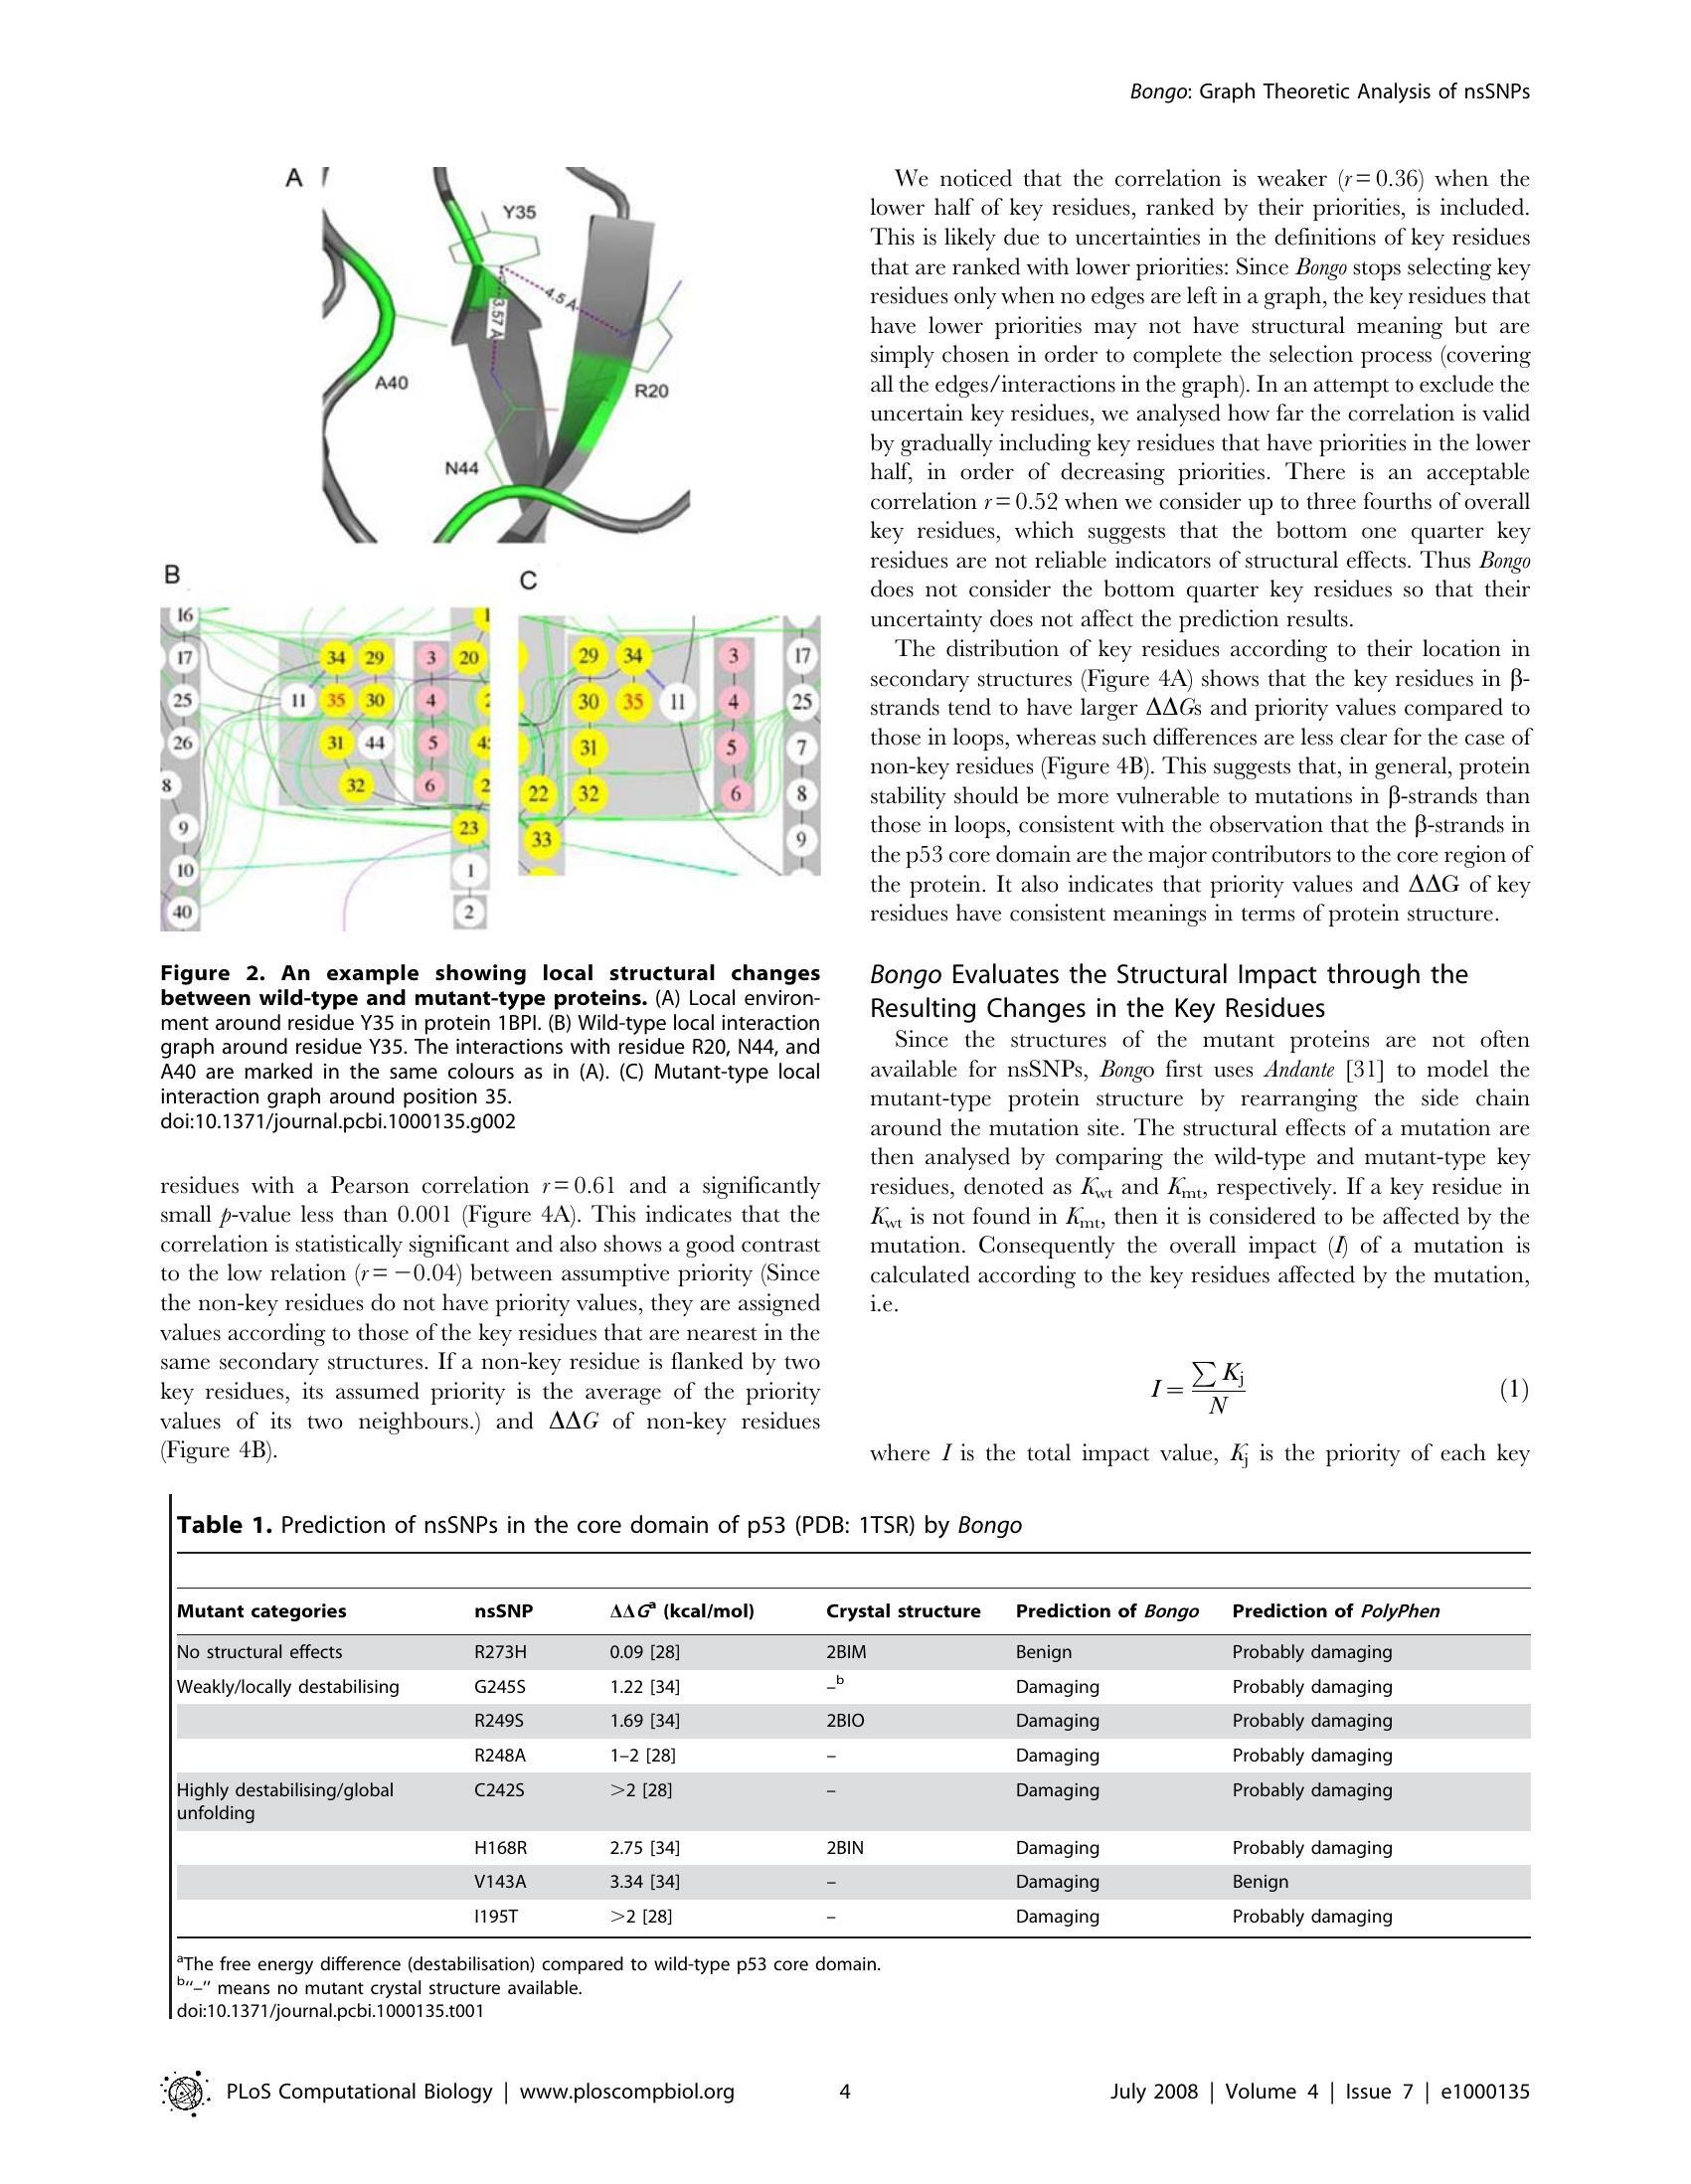 Bongo: Graph Theoretic Analysis of nsSNPs
A
Y35
4.5 Å
3.57 Å
A40
R20
N44
B
C
16
17 34 29 3 20
25 11 35 30 4
26 31 44 5
8 32 6
9 23
10 1
40 2
29 34 3 17
30 35 11 4 25
31 5 7
22 32 6 8
33 9
Figure 2. An example showing local structural changes
between wild-type and mutant-type proteins. (A) Local environ-
ment around residue Y35 in protein 1BPI. (B) Wild-type local interaction
graph around residue Y35. The interactions with residue R20, N44, and
A40 are marked in the same colours as in (A). (C) Mutant-type local
interaction graph around position 35.
doi:10.1371/journal.pcbi.1000135.g002
residues with a Pearson correlation r = 0.61 and a significantly
small p-value less than 0.001 (Figure 4A). This indicates that the
correlation is statistically significant and also shows a good contrast
to the low relation (r = −0.04) between assumptive priority (Since
the non-key residues do not have priority values, they are assigned
values according to those of the key residues that are nearest in the
same secondary structures. If a non-key residue is flanked by two
key residues, its assumed priority is the average of the priority
values of its two neighbours.) and ΔΔG of non-key residues
(Figure 4B).
We noticed that the correlation is weaker (r = 0.36) when the
lower half of key residues, ranked by their priorities, is included.
This is likely due to uncertainties in the definitions of key residues
that are ranked with lower priorities: Since Bongo stops selecting key
residues only when no edges are left in a graph, the key residues that
have lower priorities may not have structural meaning but are
simply chosen in order to complete the selection process (covering
all the edges/interactions in the graph). In an attempt to exclude the
uncertain key residues, we analysed how far the correlation is valid
by gradually including key residues that have priorities in the lower
half, in order of decreasing priorities. There is an acceptable
correlation r = 0.52 when we consider up to three fourths of overall
key residues, which suggests that the bottom one quarter key
residues are not reliable indicators of structural effects. Thus Bongo
does not consider the bottom quarter key residues so that their
uncertainty does not affect the prediction results.
The distribution of key residues according to their location in
secondary structures (Figure 4A) shows that the key residues in β-
strands tend to have larger ΔΔGs and priority values compared to
those in loops, whereas such differences are less clear for the case of
non-key residues (Figure 4B). This suggests that, in general, protein
stability should be more vulnerable to mutations in β-strands than
those in loops, consistent with the observation that the β-strands in
the p53 core domain are the major contributors to the core region of
the protein. It also indicates that priority values and ΔΔG of key
residues have consistent meanings in terms of protein structure.
Bongo Evaluates the Structural Impact through the
Resulting Changes in the Key Residues
Since the structures of the mutant proteins are not often
available for nsSNPs, Bongo first uses Andante [31] to model the
mutant-type protein structure by rearranging the side chain
around the mutation site. The structural effects of a mutation are
then analysed by comparing the wild-type and mutant-type key
residues, denoted as Kwt and Kmt, respectively. If a key residue in
Kwt is not found in Kmt, then it is considered to be affected by the
mutation. Consequently the overall impact (I) of a mutation is
calculated according to the key residues affected by the mutation,
i.e.
I = ∑ Kj / N (1)
where I is the total impact value, Kj is the priority of each key
Table 1. Prediction of nsSNPs in the core domain of p53 (PDB: 1TSR) by Bongo
Mutant categories nsSNP ΔΔGᵃ (kcal/mol) Crystal structure Prediction of Bongo Prediction of PolyPhen
No structural effects R273H 0.09 [28] 2BIM Benign Probably damaging
Weakly/locally destabilising G245S 1.22 [34] –ᵇ Damaging Probably damaging
R249S 1.69 [34] 2BIO Damaging Probably damaging
R248A 1–2 [28] – Damaging Probably damaging
Highly destabilising/global C242S >2 [28] – Damaging Probably damaging
unfolding
H168R 2.75 [34] 2BIN Damaging Probably damaging
V143A 3.34 [34] – Damaging Benign
I195T >2 [28] – Damaging Probably damaging
ᵃThe free energy difference (destabilisation) compared to wild-type p53 core domain.
ᵇ“–” means no mutant crystal structure available.
doi:10.1371/journal.pcbi.1000135.t001
PLoS Computational Biology | www.ploscompbiol.org 4 July 2008 | Volume 4 | Issue 7 | e1000135